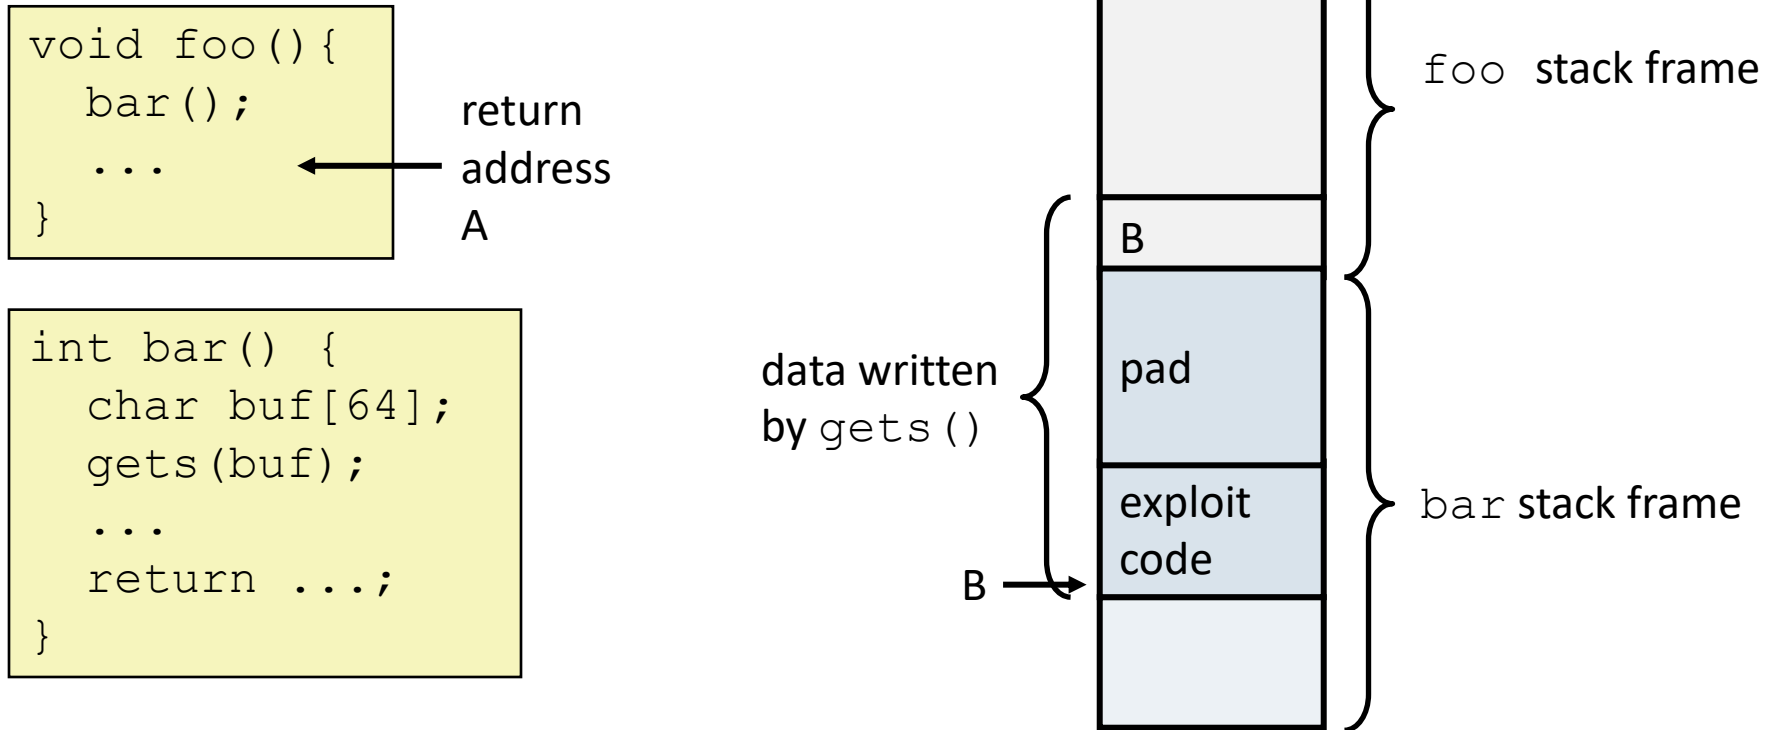 void foo(){
bar();
...
}
return
address
A
int bar() {
char buf[64];
gets(buf);
...
return ...;
}
data written
by gets()
B
B
pad
exploit
code
foo stack frame
bar stack frame